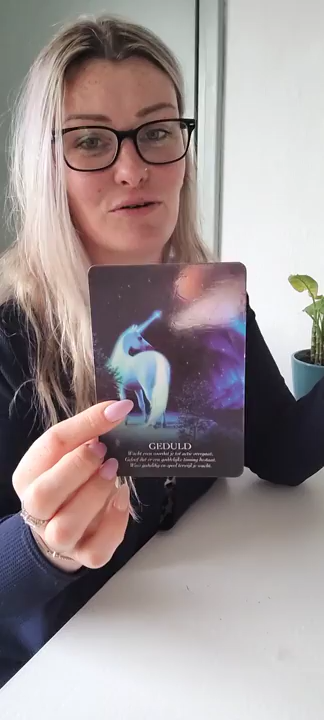 GEDULD
Wacht even voordat je tot actie overgaat.
Geloof dat er een goddelijke timing bestaat.
Wees geduldig en speel terwijl je wacht.